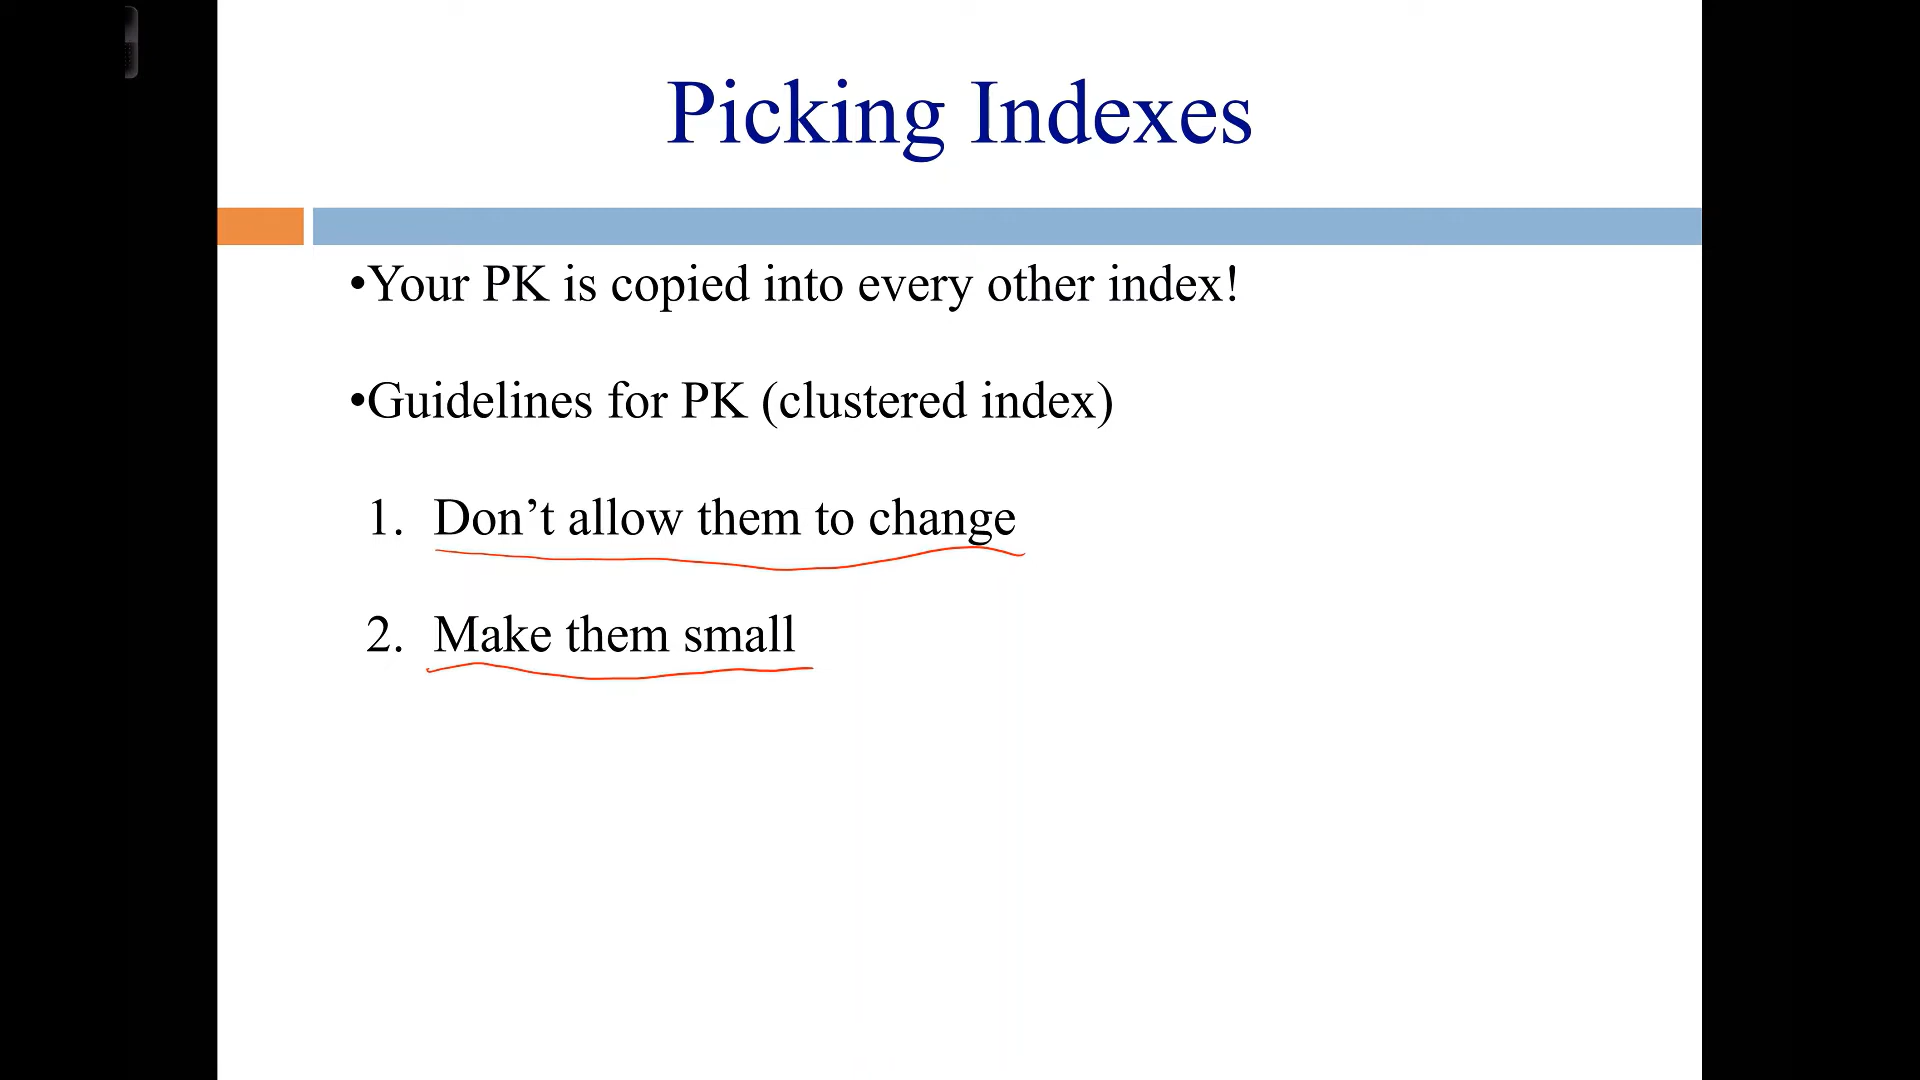 Picking Indexes
•Your PK is copied into every other index!
•Guidelines for PK (clustered index)
1. Don’t allow them to change
2. Make them small